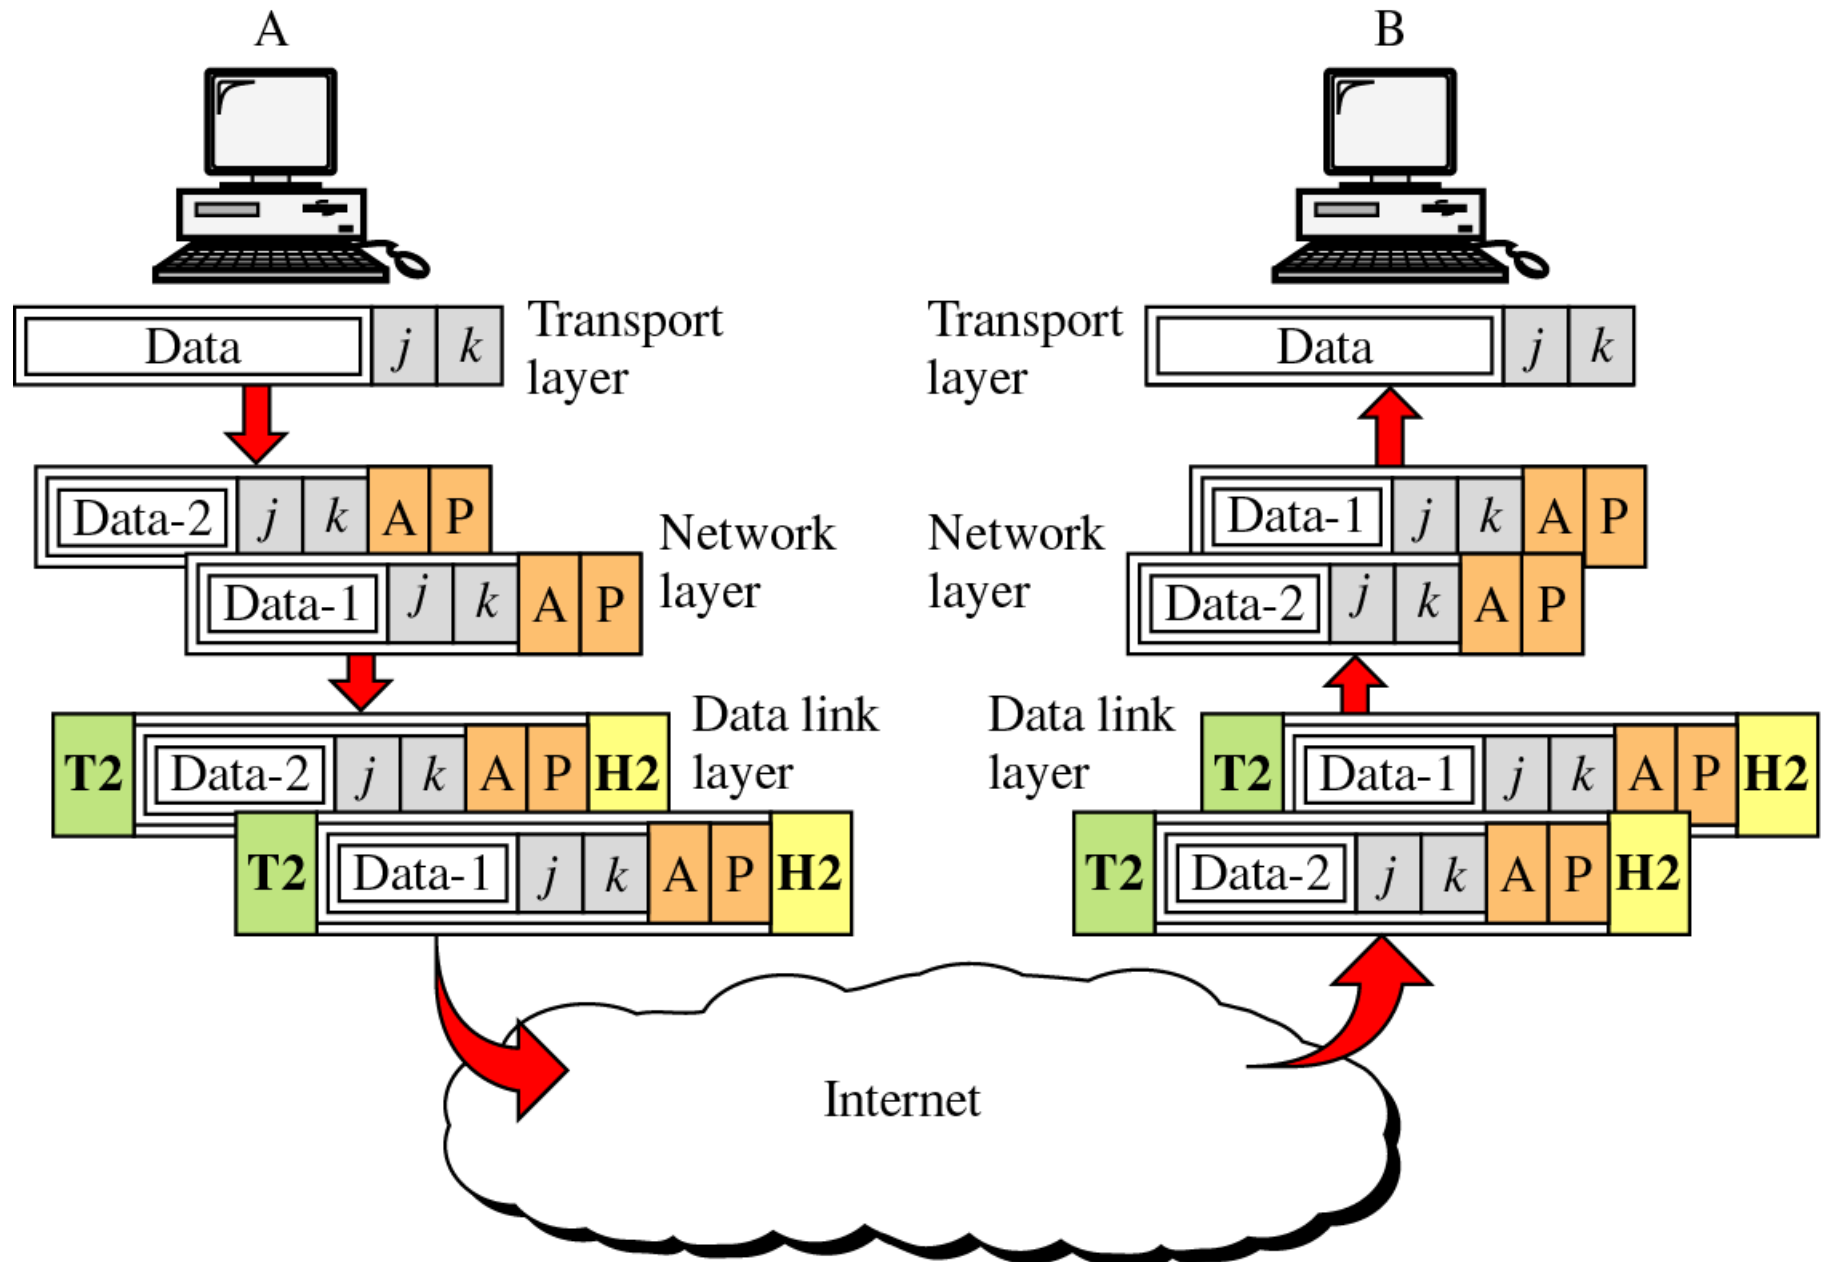 A
B
Data j k
Transport
layer
Transport
layer
Data j k
Data-2 j k A P
Data-1 j k A P
Network
layer
Network
layer
Data-1 j k A P
Data-2 j k A P
T2 Data-2 j k A P H2
T2 Data-1 j k A P H2
Data link
layer
Data link
layer
T2 Data-1 j k A P H2
T2 Data-2 j k A P H2
Internet